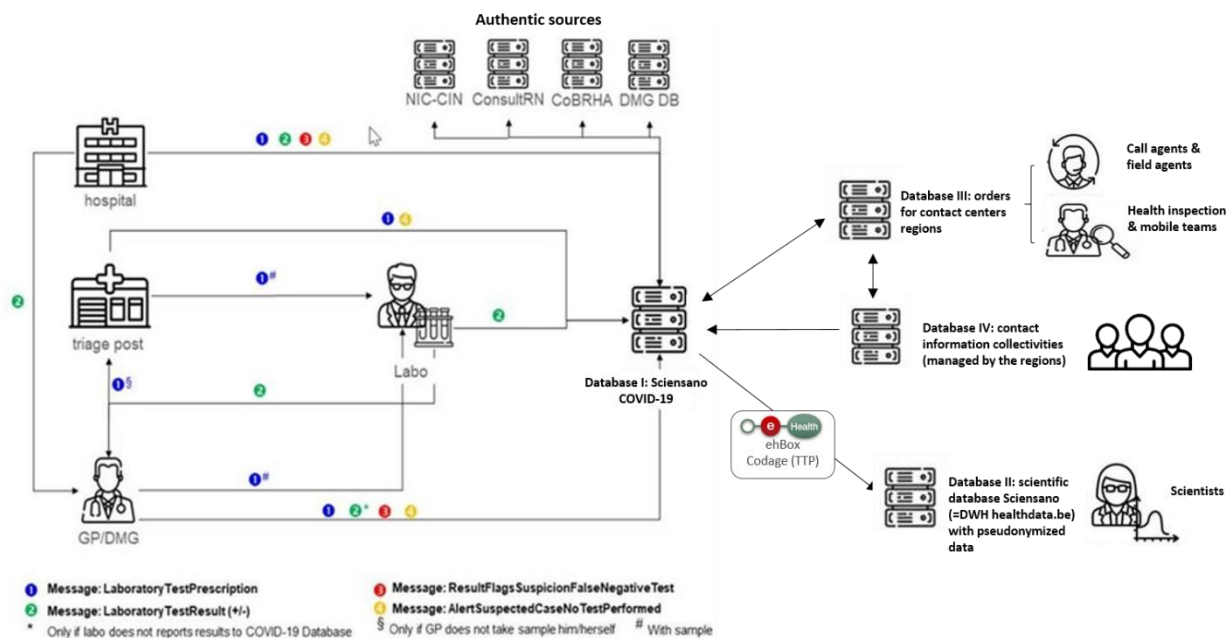 Authentic sources
NIC-CIN ConsultRN CoBRHA DMG DB
1 2 3 4
hospital
Call agents &
field agents
Database III: orders
for contact centers
regions
Health inspection
& mobile teams
1 4
1#
2
2
triage post
Labo
Database IV: contact
information collectivities
(managed by the regions)
Database I: Sciensano
COVID-19
1§
2
e Health
ehBox
Codage (TTP)
1#
Database II: scientific
database Sciensano
(=DWH healthdata.be)
with pseudonymized
data
Scientists
1 2* 3 4
GP/DMG
1 Message: LaboratoryTestPrescription
3 Message: ResultFlagsSuspicionFalseNegativeTest
2 Message: LaboratoryTestResult (+/-)
4 Message: AlertSuspectedCaseNoTestPerformed
* Only if labo does not reports results to COVID-19 Database
§ Only if GP does not take sample him/herself
# With sample